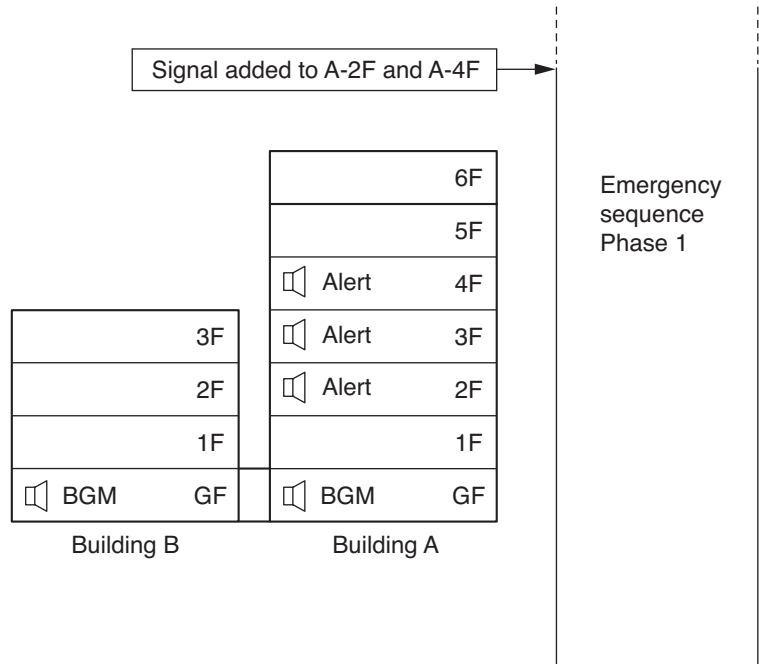 Signal added to A-2F and A-4F
Emergency
sequence
Phase 1
6F
5F
Alert 4F
3F
Alert 3F
2F
Alert 2F
1F
1F
BGM GF
BGM GF
Building B
Building A